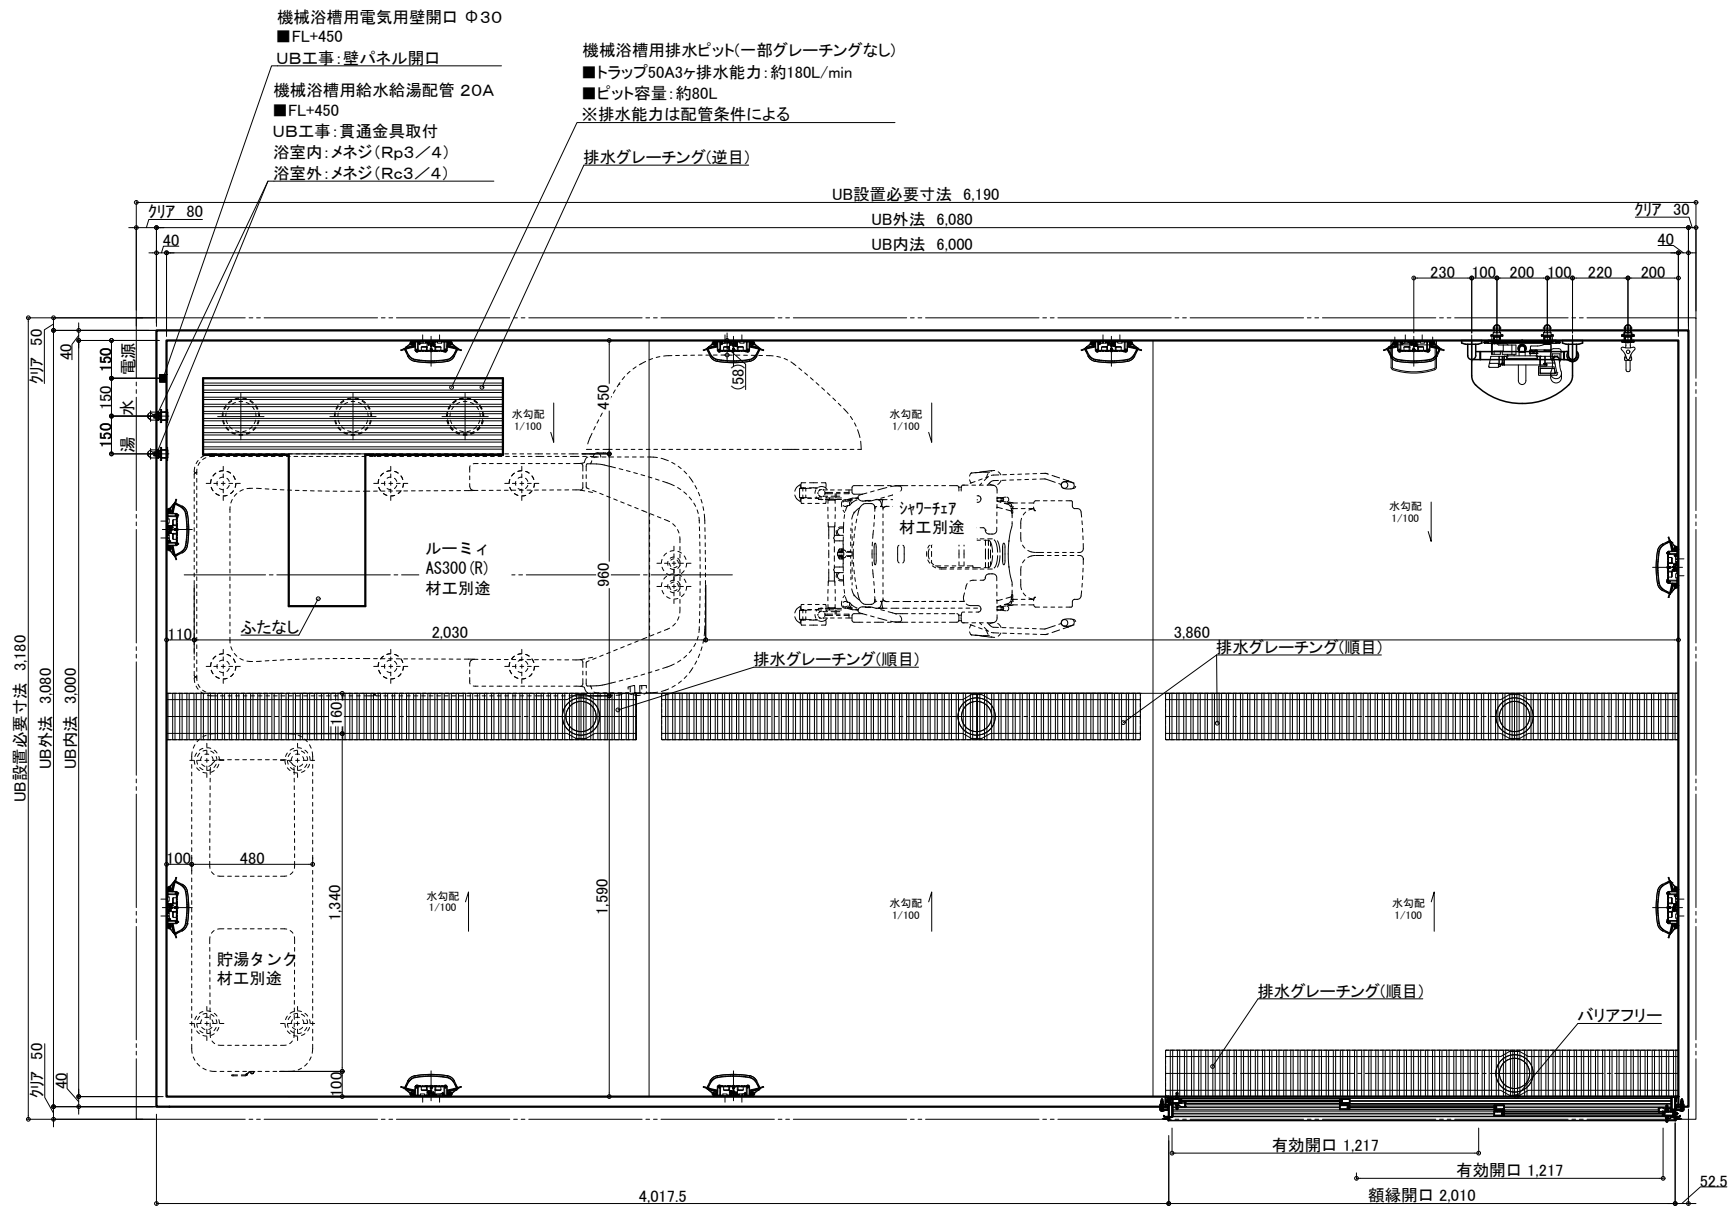 機械浴槽用電気用壁開口 Φ30
■FL+450
UB工事：壁パネル開口
機械浴槽用給水給湯配管 20A
■FL+450
UB工事：貫通金具取付
浴室内：メネジ（Rp3／4）
浴室外：メネジ（Rc3／4）
機械浴槽用排水ピット(一部グレーチングなし)
■トラップ50A3ヶ排水能力：約180L/min
■ピット容量：約80L
※排水能力は配管条件による
排水グレーチング(逆目)
UB設置必要寸法 6,190
クリア 80
UB外法 6,080
クリア 30
40
UB内法 6,000
40
230
100
200
100
220
200
UB設置必要寸法 3,180
クリア 50
UB外法 3,080
40
UB内法 3,000
150
電源
150
水
150
湯
(58)
450
水勾配
1/100
水勾配
1/100
水勾配
1/100
シャワーチェア
材工別途
ルーミィ
AS300(R)
材工別途
960
ふたなし
110
2,030
3,860
排水グレーチング(順目)
排水グレーチング(順目)
160
100
480
1,340
1,590
水勾配
1/100
水勾配
1/100
水勾配
1/100
貯湯タンク
材工別途
排水グレーチング(順目)
バリアフリー
クリア 50
40
100
有効開口 1,217
有効開口 1,217
4,017.5
額縁開口 2,010
52.5